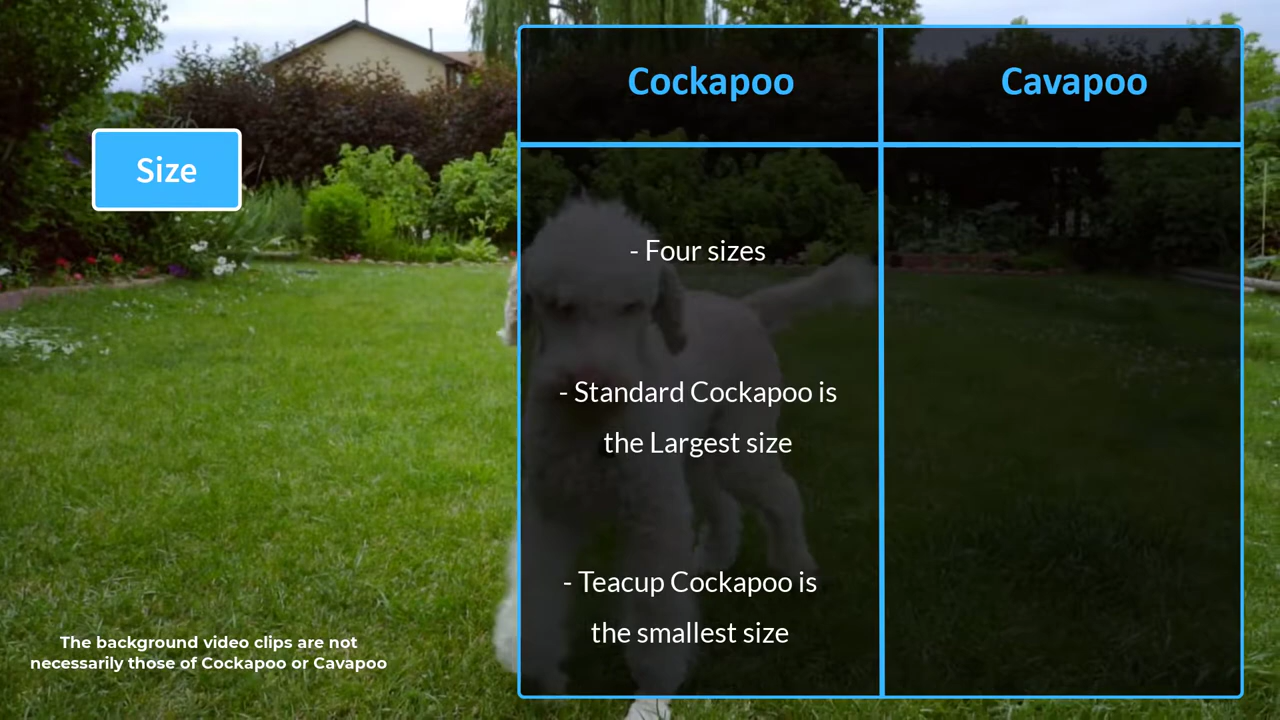 Size
Cockapoo
Cavapoo
- Four sizes
- Standard Cockapoo is
the Largest size
- Teacup Cockapoo is
the smallest size
The background video clips are not
necessarily those of Cockapoo or Cavapoo